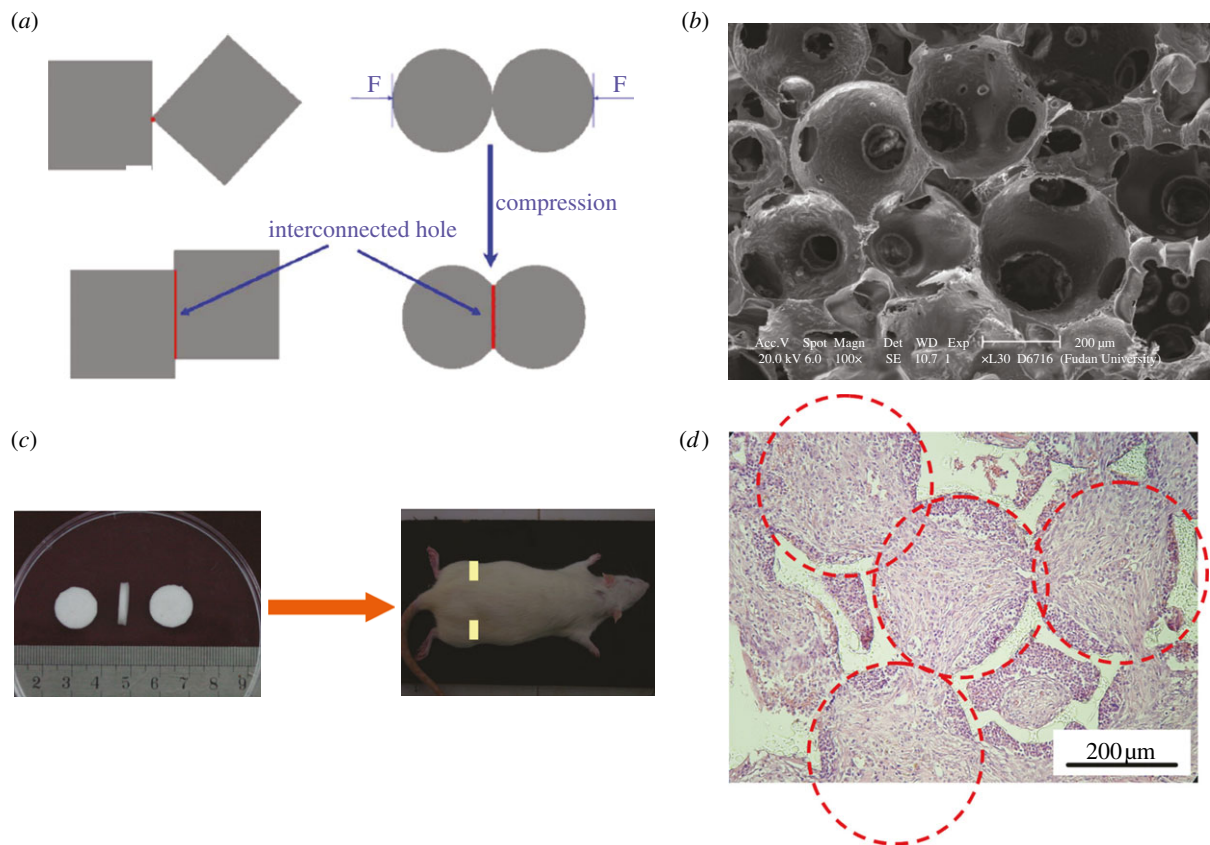 (a)
F
F
compression
interconnected hole
(b)
Acc.V Spot Magn Det WD Exp 200 µm
20.0 kV 6.0 100× SE 10.7 1 ×L30 D6716 (Fudan University)
(c)
2 3 4 5 6 7 8 9
(d)
200 µm